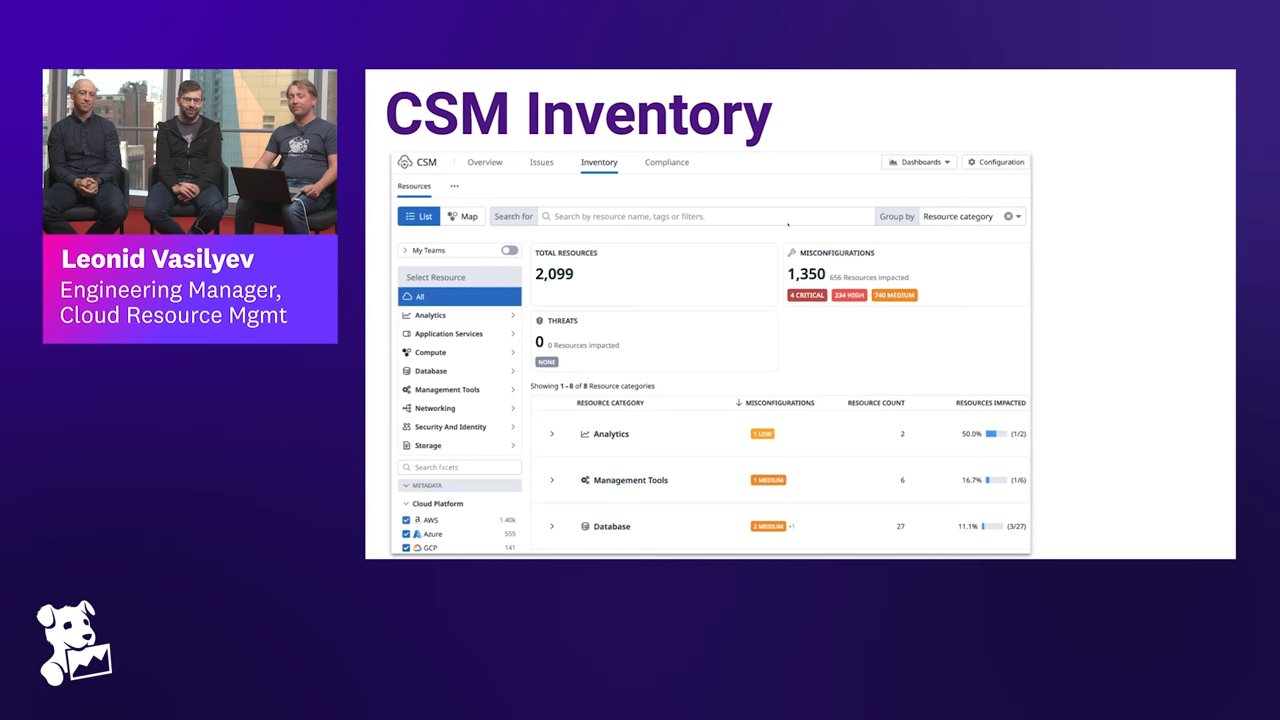 Leonid Vasilyev
Engineering Manager,
Cloud Resource Mgmt
CSM Inventory
CSM Overview Issues Inventory Compliance Dashboards Configuration
Resources ...
List Map Search for Search by resource name, tags or filters. Group by Resource category
My Teams
Select Resource
All
Analytics
Application Services
Compute
Database
Management Tools
Networking
Security And Identity
Storage
Search facets
METADATA
Cloud Platform
AWS 1.40k
Azure 555
GCP 141
TOTAL RESOURCES
2,099
MISCONFIGURATIONS
1,350 656 Resources impacted
4 CRITICAL 234 HIGH 740 MEDIUM
THREATS
0 0 Resources impacted
NONE
Showing 1–8 of 8 Resource categories
RESOURCE CATEGORY MISCONFIGURATIONS RESOURCE COUNT RESOURCES IMPACTED
Analytics 1 LOW 2 50.0% (1/2)
Management Tools 1 MEDIUM 6 16.7% (1/6)
Database 2 MEDIUM +1 27 11.1% (3/27)